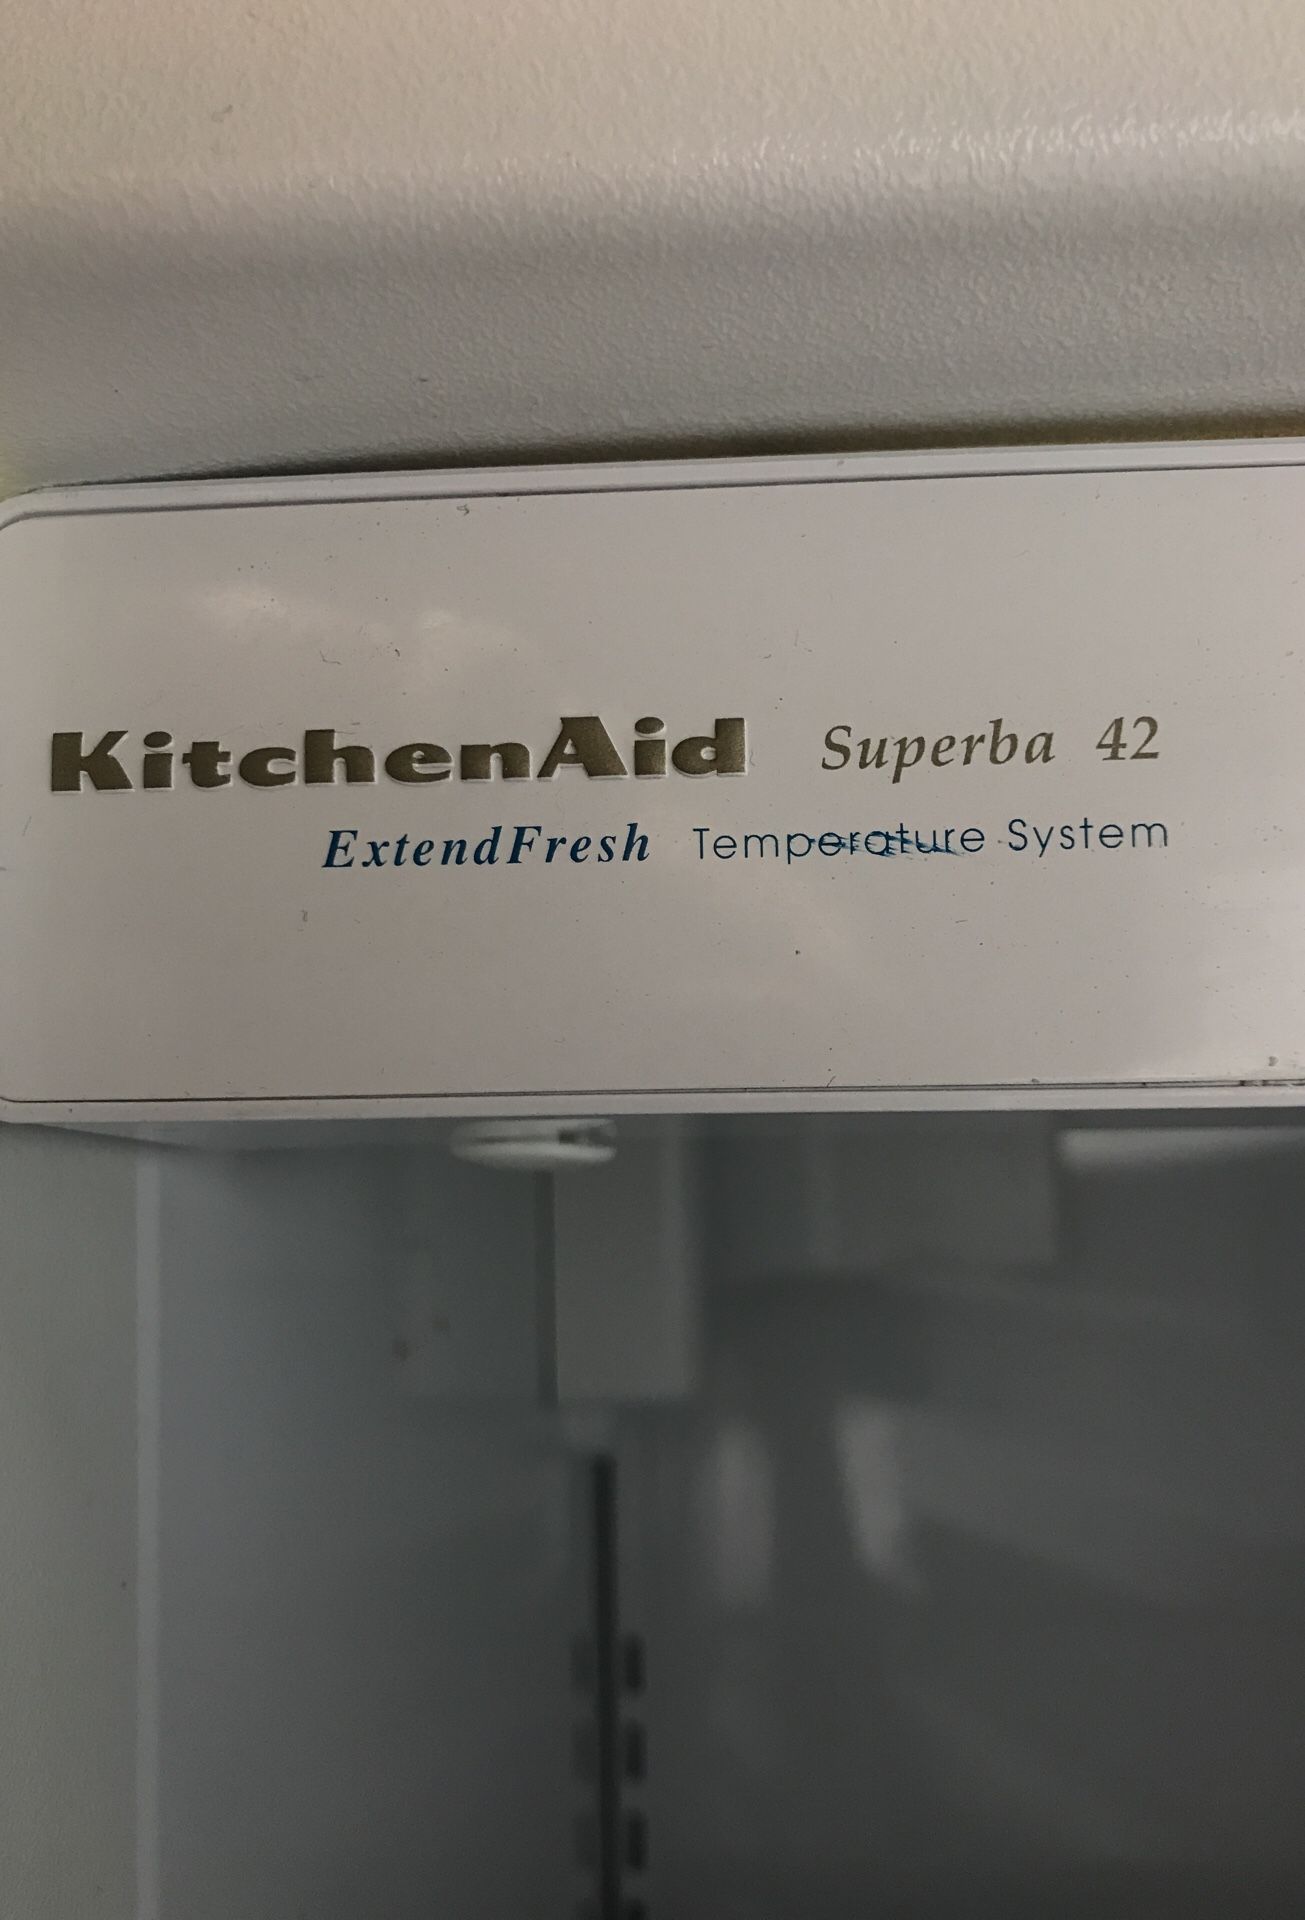 KitchenAid Superba 42
ExtendFresh Temperature System